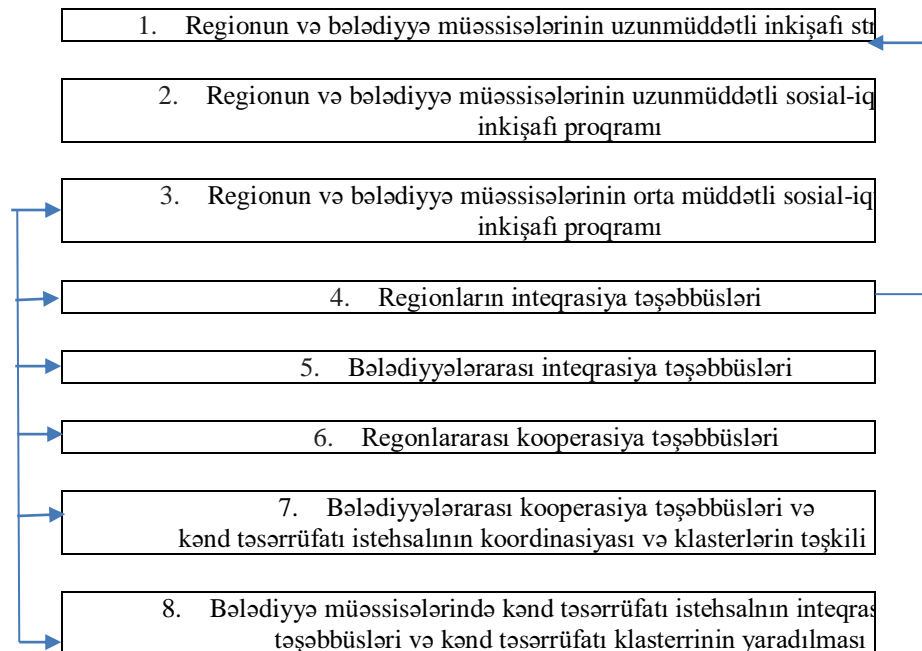 1. Regionun və bələdiyyə müəssisələrinin uzunmüddətli inkişafı str
2. Regionun və bələdiyyə müəssisələrinin uzunmüddətli sosial-iq
inkişafı proqramı
3. Regionun və bələdiyyə müəssisələrinin orta müddətli sosial-iq
inkişafı proqramı
4. Regionların inteqrasiya təşəbbüsləri
5. Bələdiyyələrarası inteqrasiya təşəbbüsləri
6. Regonlararası kooperasiya təşəbbüsləri
7. Bələdiyyələrarası kooperasiya təşəbbüsləri və
kənd təsərrüfatı istehsalının koordinasiyası və klasterlərin təşkili
8. Bələdiyyə müəssisələrində kənd təsərrüfatı istehsalnın inteqras
təşəbbüsləri və kənd təsərrüfatı klasterrinin yaradılması